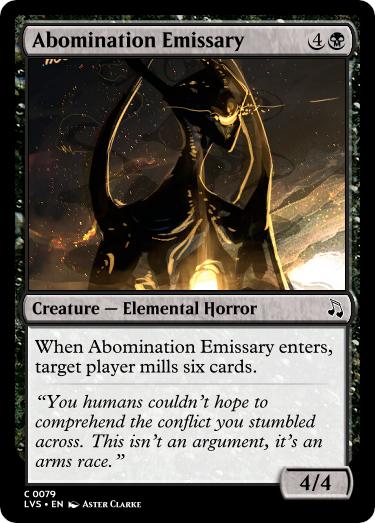 Abomination Emissary 4
Creature — Elemental Horror
When Abomination Emissary enters,
target player mills six cards.
“You humans couldn’t hope to
comprehend the conflict you stumbled
across. This isn’t an argument, it’s an
arms race.”
4/4
C 0079
LVS • EN Aster Clarke